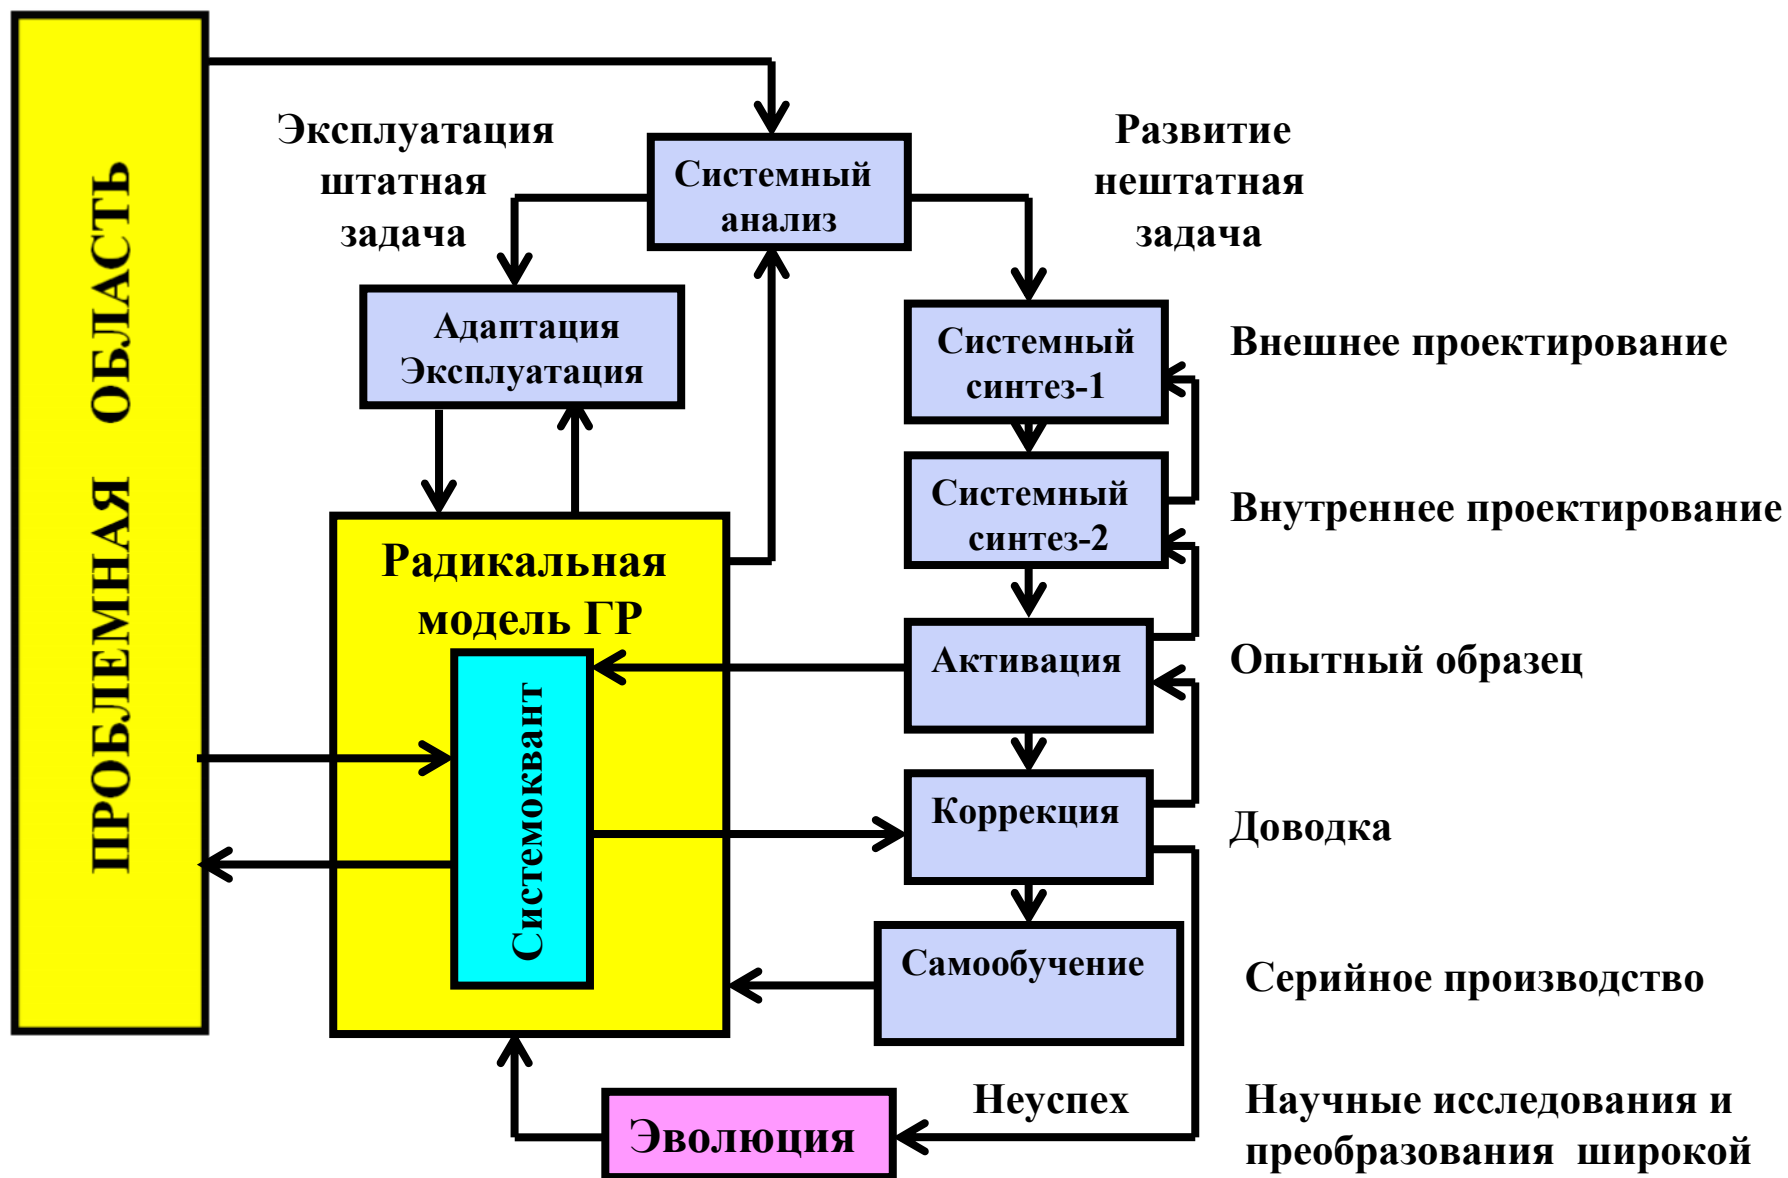 ПРОБЛЕМНАЯ ОБЛАСТЬ
Эксплуатация
штатная
задача
Системный
анализ
Развитие
нештатная
задача
Адаптация
Эксплуатация
Системный
синтез-1
Внешнее проектирование
Системный
синтез-2
Внутреннее проектирование
Радикальная
модель ГР
Системоквант
Активация
Опытный образец
Коррекция
Доводка
Самообучение
Серийное производство
Неуспех
Эволюция
Научные исследования и
преобразования широкой